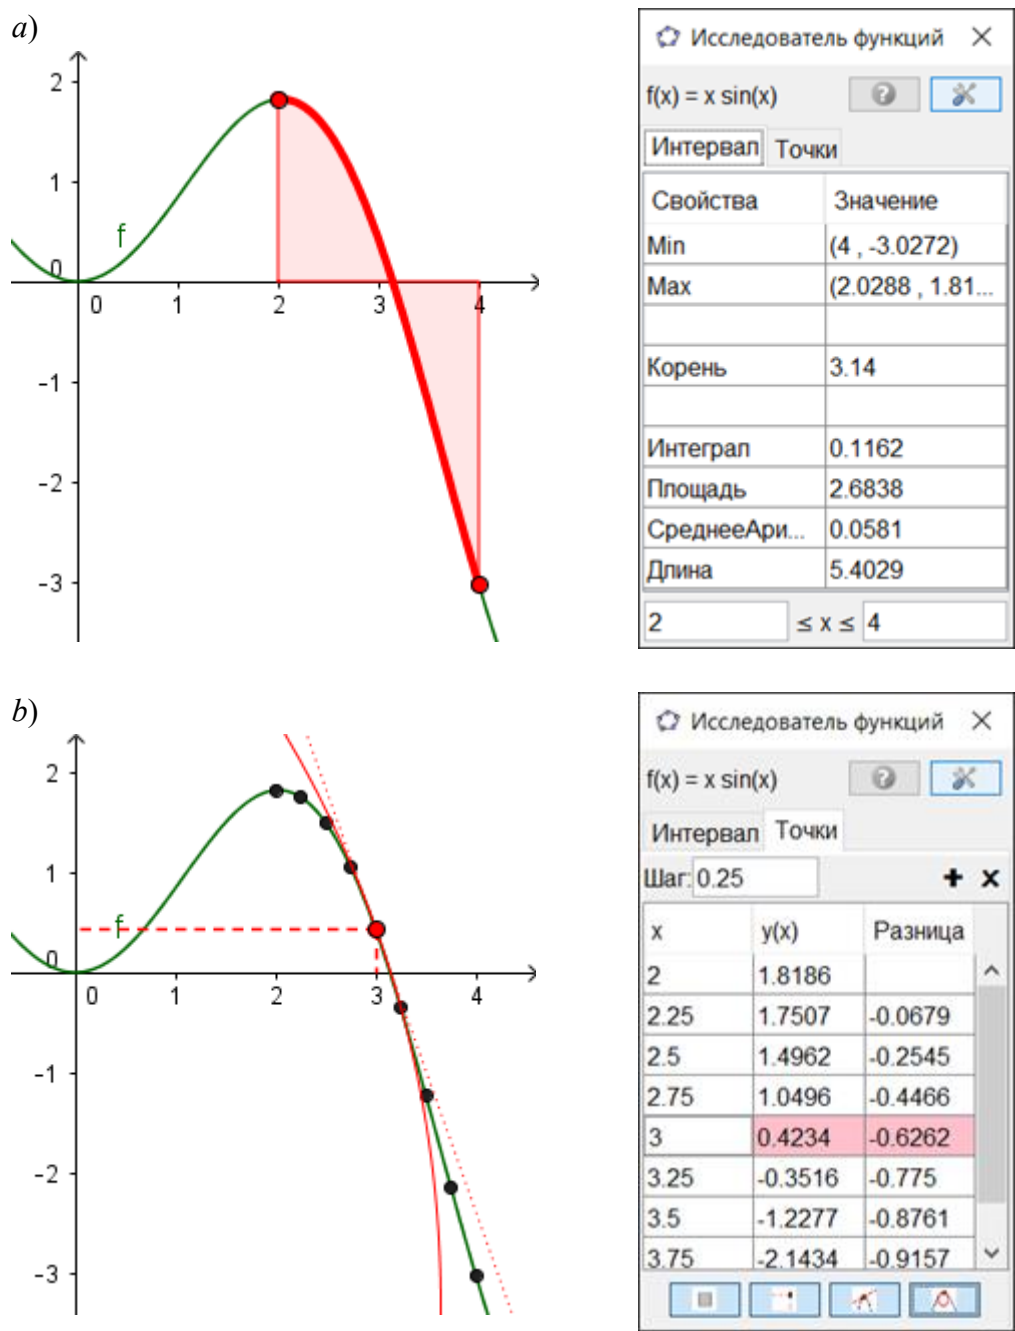 a)
2
1
f
0
0 1 2 3 4
-1
-2
-3
Исследователь функций
f(x) = x sin(x)
Интервал Точки
Свойства Значение
Min (4 , -3.0272)
Max (2.0288 , 1.81...
Корень 3.14
Интеграл 0.1162
Площадь 2.6838
СреднееАри... 0.0581
Длина 5.4029
2 ≤ x ≤ 4
b)
2
1
f
0
0 1 2 3 4
-1
-2
-3
Исследователь функций
f(x) = x sin(x)
Интервал Точки
Шаг: 0.25
x y(x) Разница
2 1.8186
2.25 1.7507 -0.0679
2.5 1.4962 -0.2545
2.75 1.0496 -0.4466
3 0.4234 -0.6262
3.25 -0.3516 -0.775
3.5 -1.2277 -0.8761
3.75 -2.1434 -0.9157